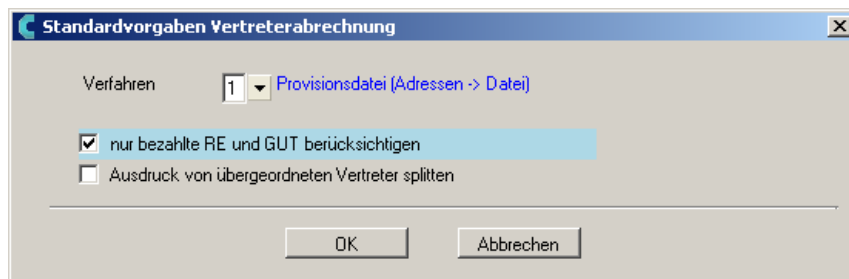 Standardvorgaben Vertreterabrechnung
Verfahren 1 Provisionsdatei (Adressen -> Datei)
nur bezahlte RE und GUT berücksichtigen
Ausdruck von übergeordneten Vertreter splitten
OK Abbrechen